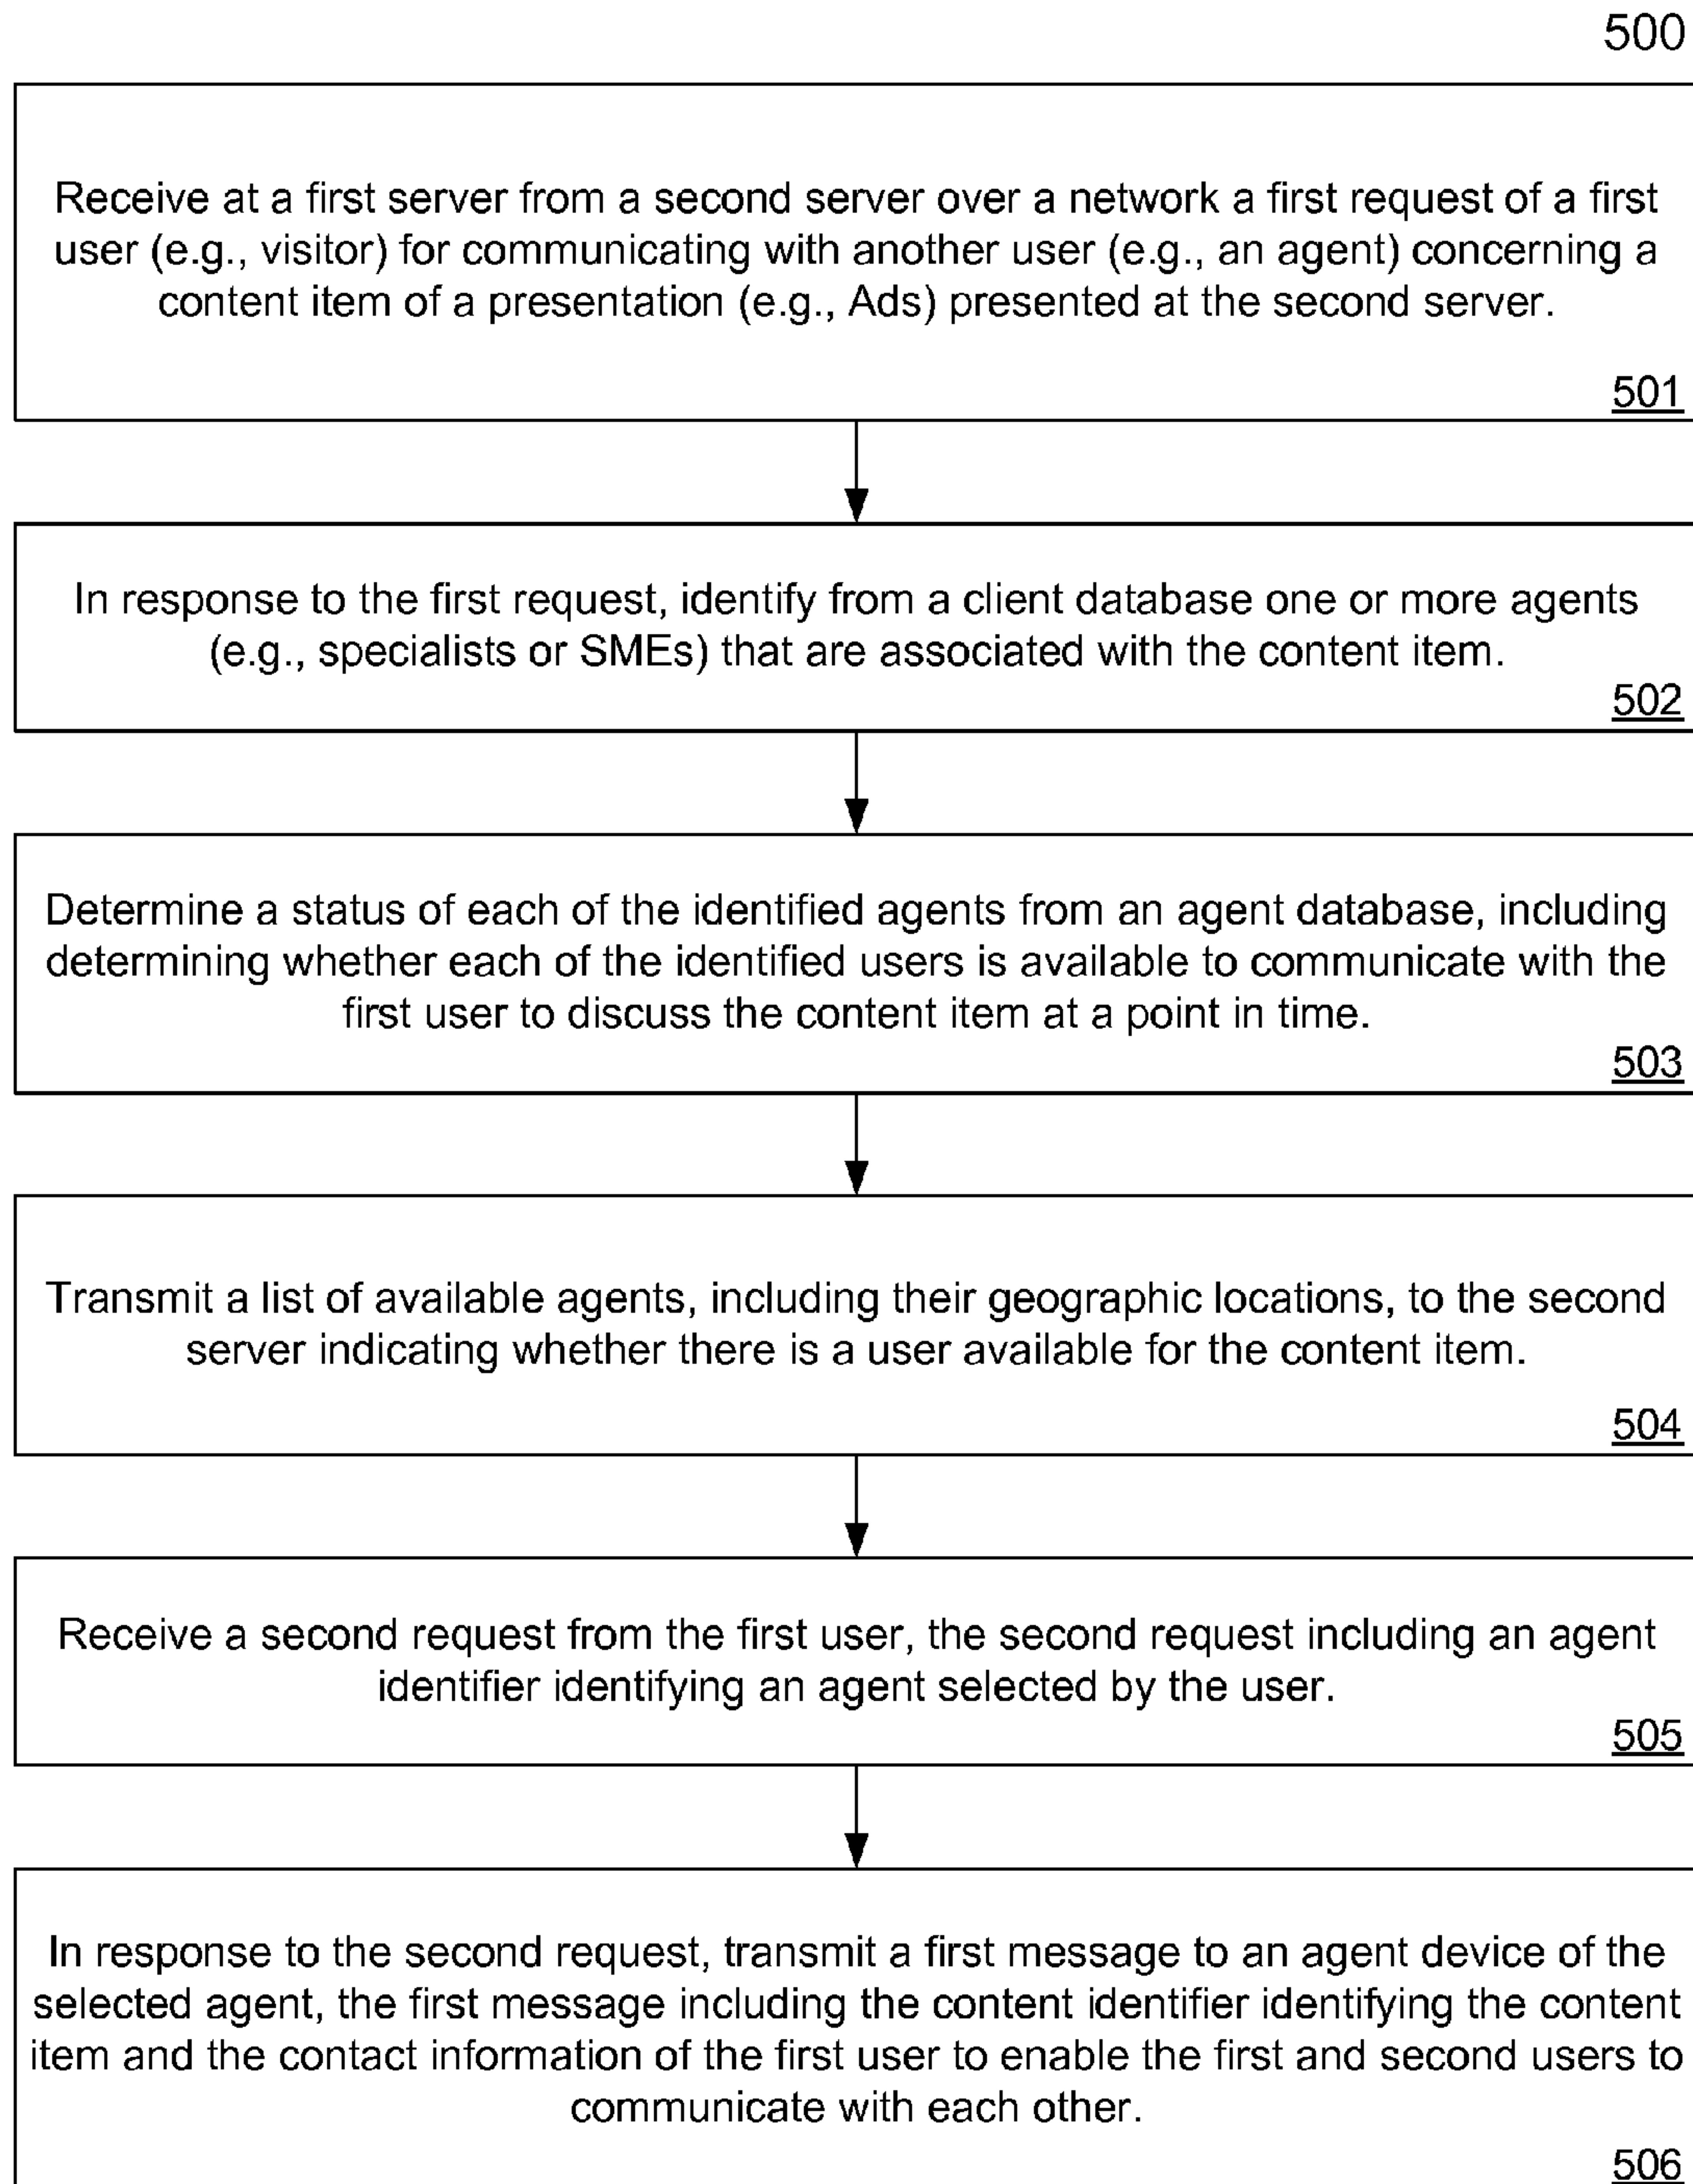 500
Receive at a first server from a second server over a network a first request of a first
user (e.g., visitor) for communicating with another user (e.g., an agent) concerning a
content item of a presentation (e.g., Ads) presented at the second server.
501
In response to the first request, identify from a client database one or more agents
(e.g., specialists or SMEs) that are associated with the content item.
502
Determine a status of each of the identified agents from an agent database, including
determining whether each of the identified users is available to communicate with the
first user to discuss the content item at a point in time.
503
Transmit a list of available agents, including their geographic locations, to the second
server indicating whether there is a user available for the content item.
504
Receive a second request from the first user, the second request including an agent
identifier identifying an agent selected by the user.
505
In response to the second request, transmit a first message to an agent device of the
selected agent, the first message including the content identifier identifying the content
item and the contact information of the first user to enable the first and second users to
communicate with each other.
506